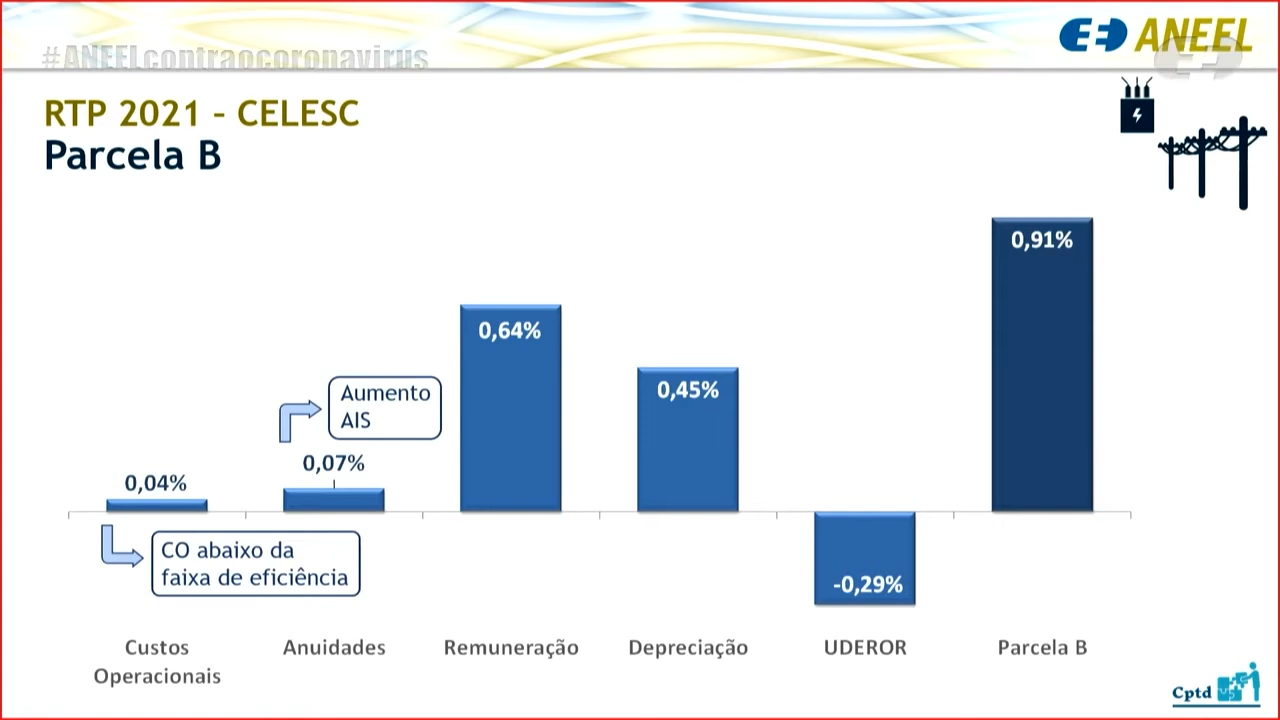 #ANEELcontraocoronavirus
ANEEL
RTP 2021 - CELESC
Parcela B
0,91%
0,64%
Aumento
AIS
0,45%
0,07%
0,04%
CO abaixo da
faixa de eficiência
-0,29%
Custos
Operacionais
Anuidades
Remuneração
Depreciação
UDEROR
Parcela B
Cptd